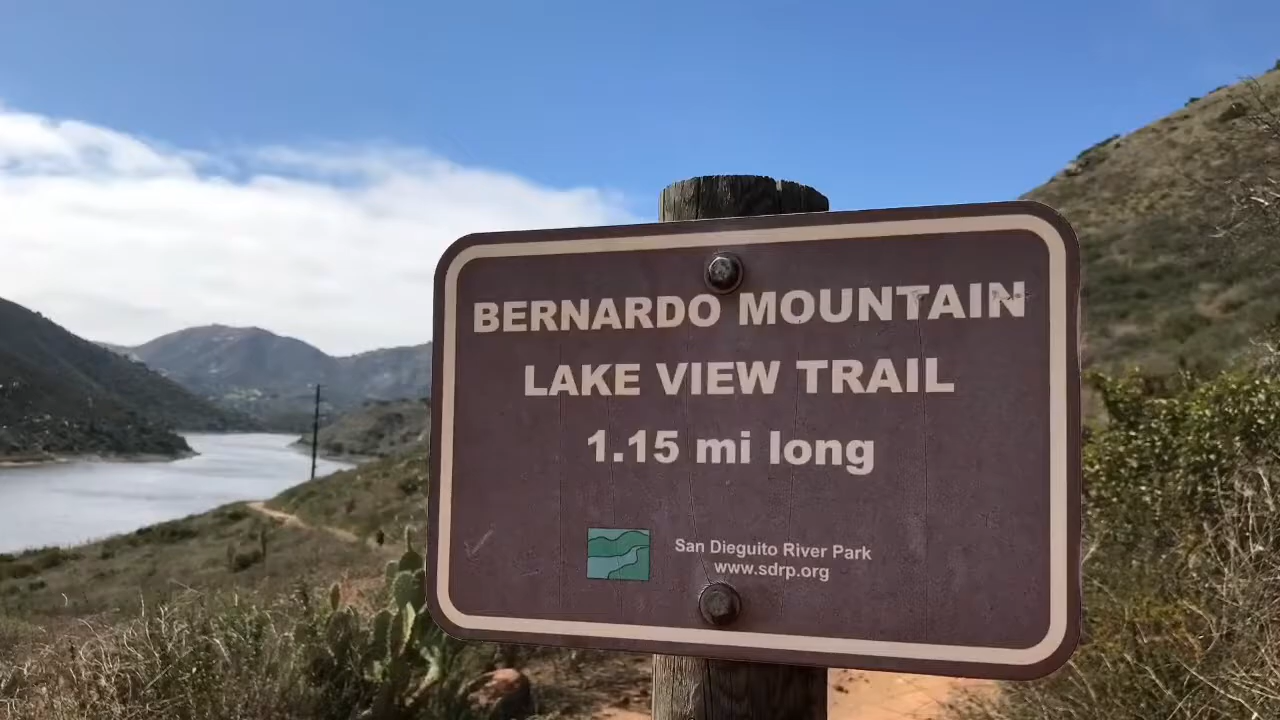 BERNARDO MOUNTAIN
LAKE VIEW TRAIL
1.15 mi long
San Dieguito River Park
www.sdrp.org